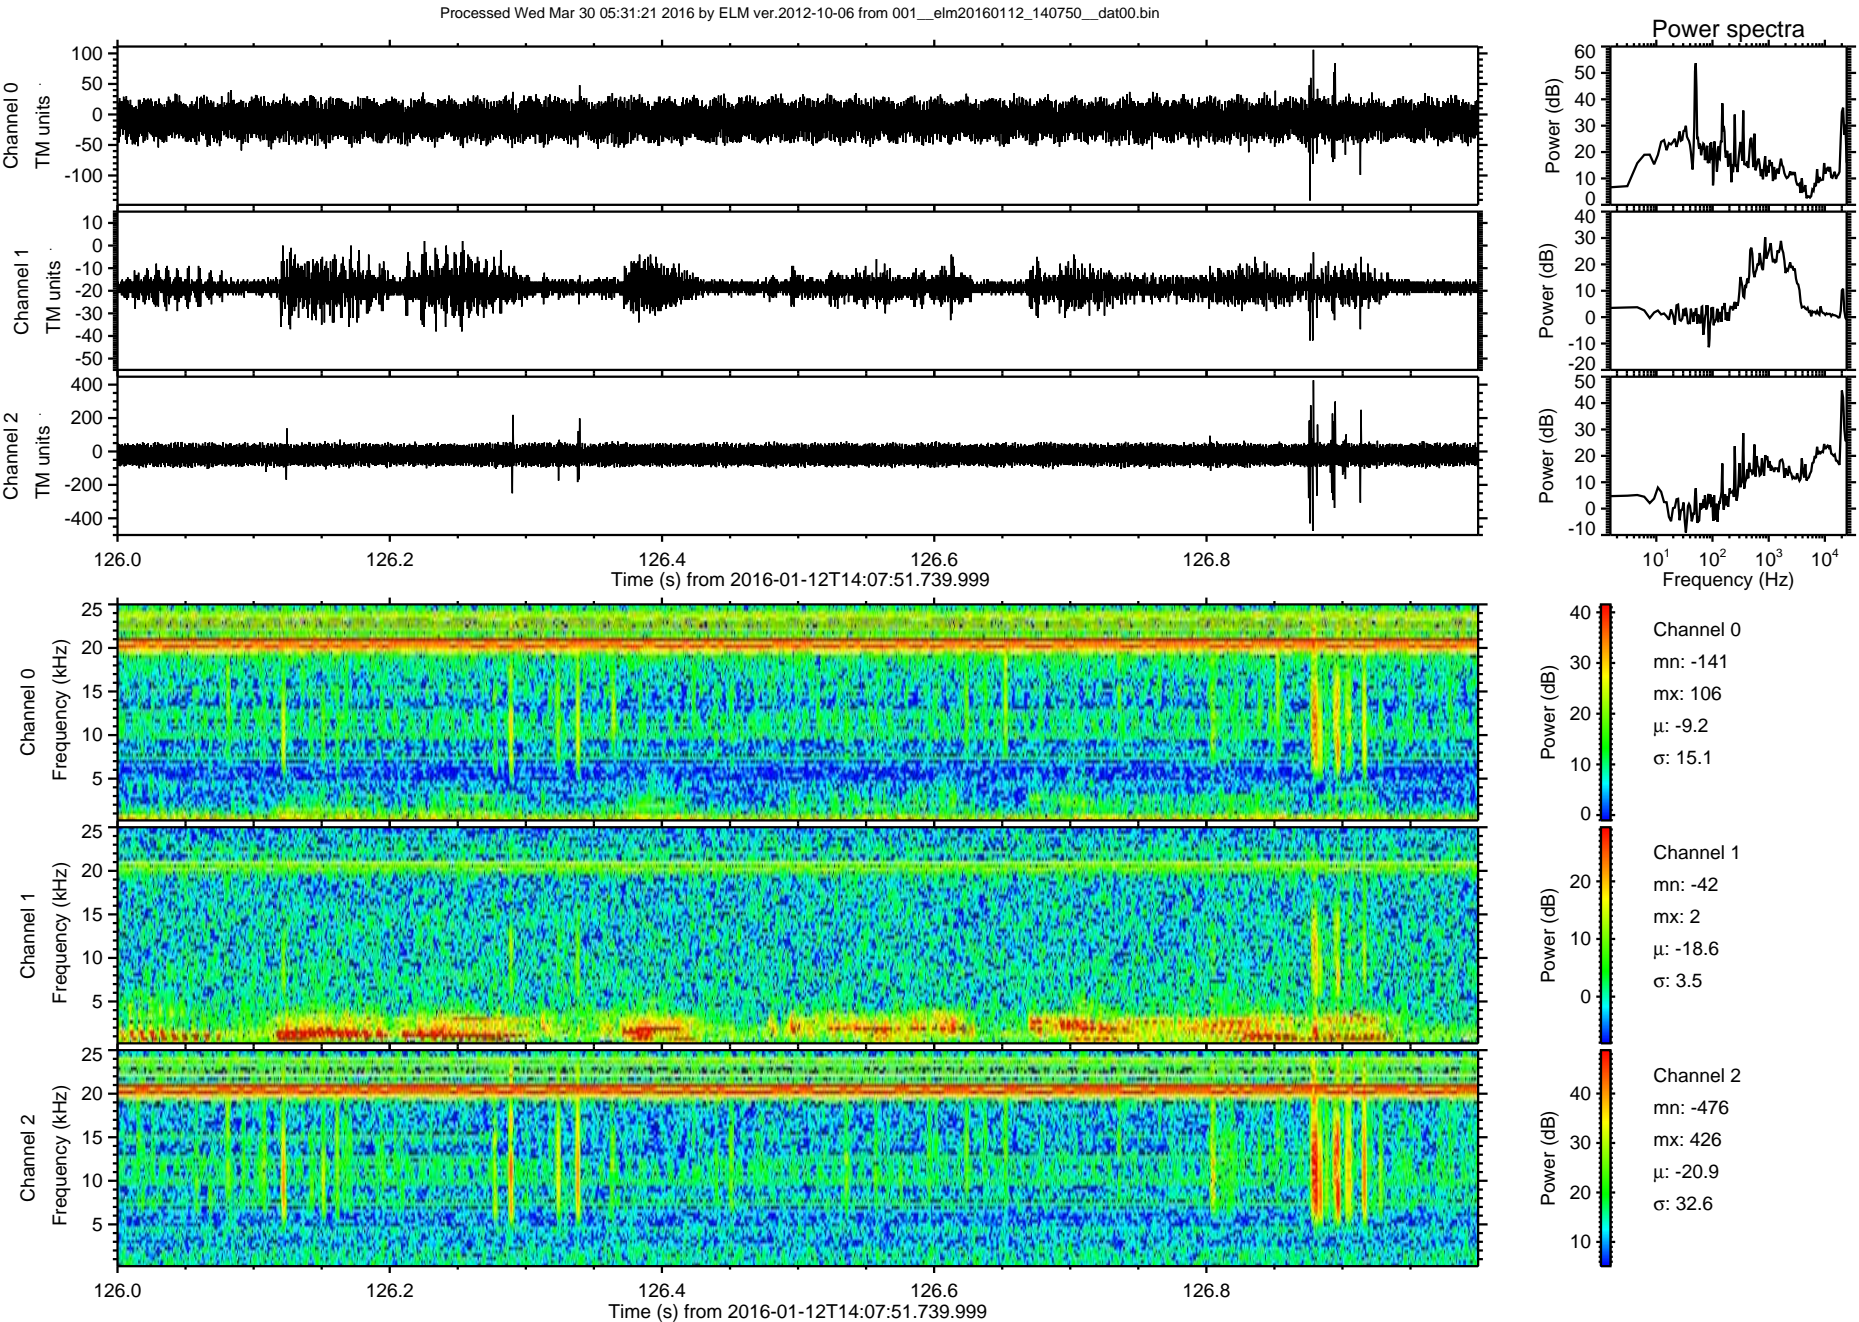 Processed Wed Mar 30 05:31:21 2016 by ELM ver.2012-10-06 from 001__elm20160112_140750__dat00.bin
Power spectra
Channel 0
TM units
100
50
0
-50
-100
Power (dB)
60
50
40
30
20
10
0
Channel 1
TM units
10
0
-10
-20
-30
-40
-50
Power (dB)
40
30
20
10
0
-10
-20
Channel 2
TM units
400
200
0
-200
-400
Power (dB)
50
40
30
20
10
0
-10
126.0 126.2 126.4 126.6 126.8
Time (s) from 2016-01-12T14:07:51.739.999
10^1 10^2 10^3 10^4
Frequency (Hz)
Channel 0
Frequency (kHz)
25
20
15
10
5
Power (dB)
40
30
20
10
0
Channel 0
mn: -141
mx: 106
μ: -9.2
σ: 15.1
Channel 1
Frequency (kHz)
25
20
15
10
5
Power (dB)
20
10
0
Channel 1
mn: -42
mx: 2
μ: -18.6
σ: 3.5
Channel 2
Frequency (kHz)
25
20
15
10
5
Power (dB)
40
30
20
10
Channel 2
mn: -476
mx: 426
μ: -20.9
σ: 32.6
126.0 126.2 126.4 126.6 126.8
Time (s) from 2016-01-12T14:07:51.739.999